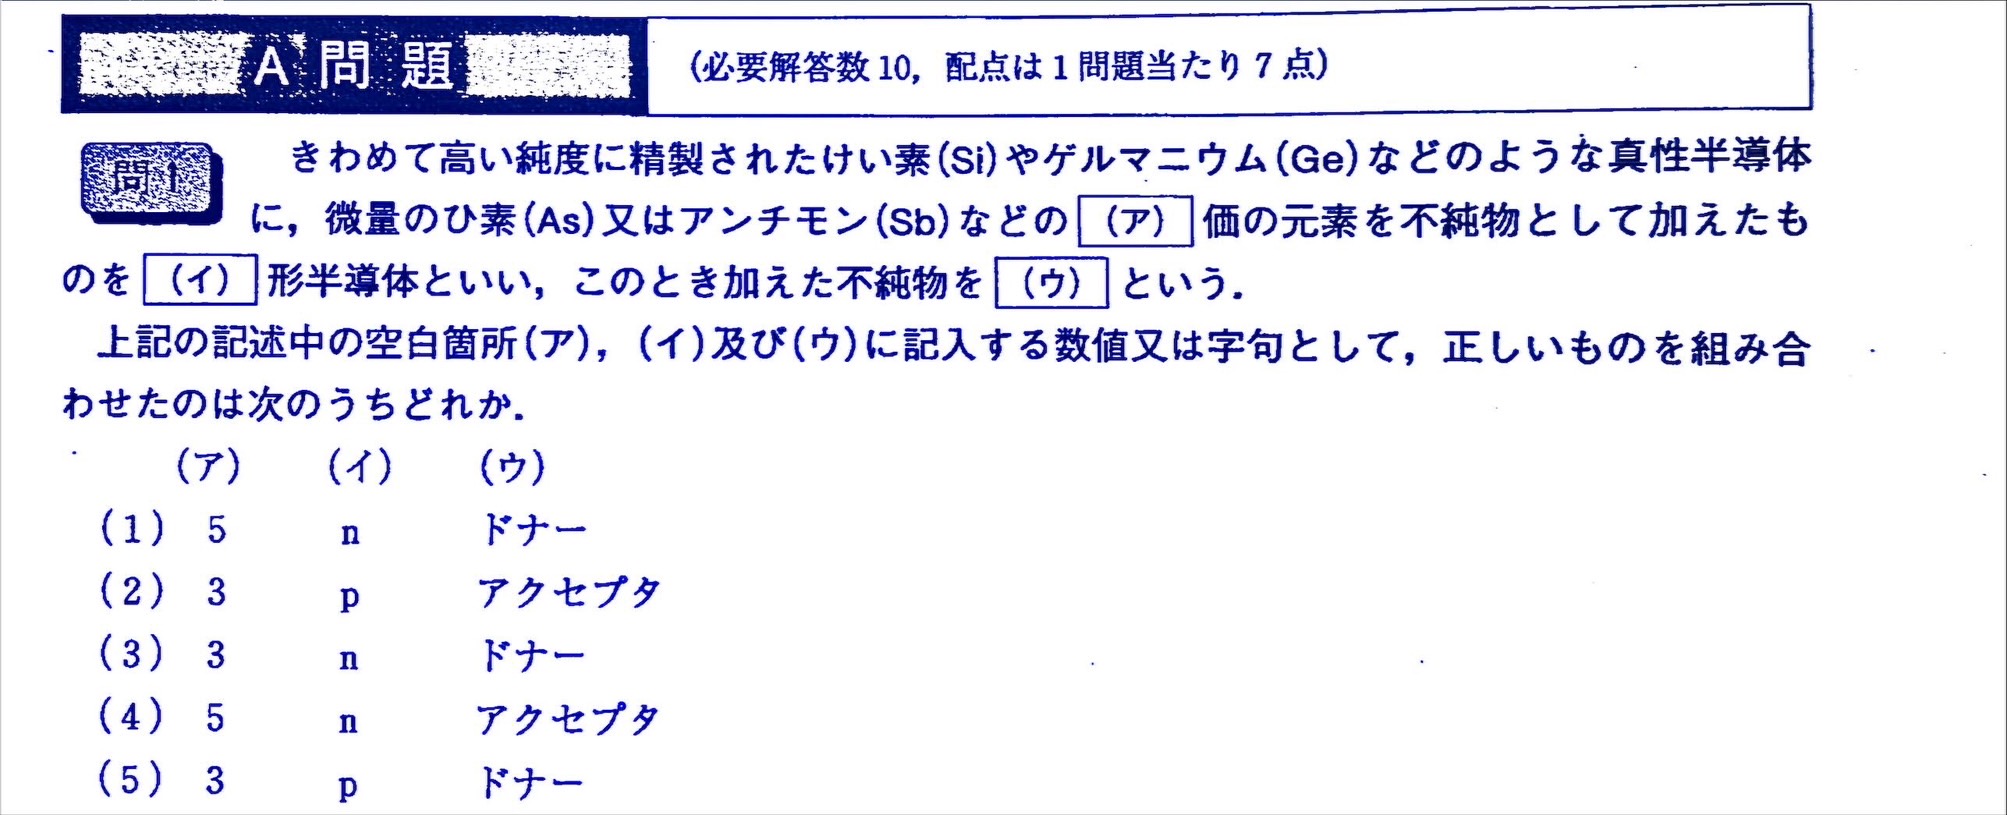 A 問 題 (必要解答数 10, 配点は 1 問題当たり 7 点)
問 1 きわめて高い純度に精製されたけい素(Si)やゲルマニウム(Ge)などのような真性半導体
に, 微量のひ素(As)又はアンチモン(Sb)などの (ア) 価の元素を不純物として加えたも
のを (イ) 形半導体といい, このとき加えた不純物を (ウ) という.
上記の記述中の空白箇所(ア), (イ)及び(ウ)に記入する数値又は字句として, 正しいものを組み合
わせたのは次のうちどれか.
(ア) (イ) (ウ)
(1) 5 n ドナー
(2) 3 p アクセプタ
(3) 3 n ドナー
(4) 5 n アクセプタ
(5) 3 p ドナー